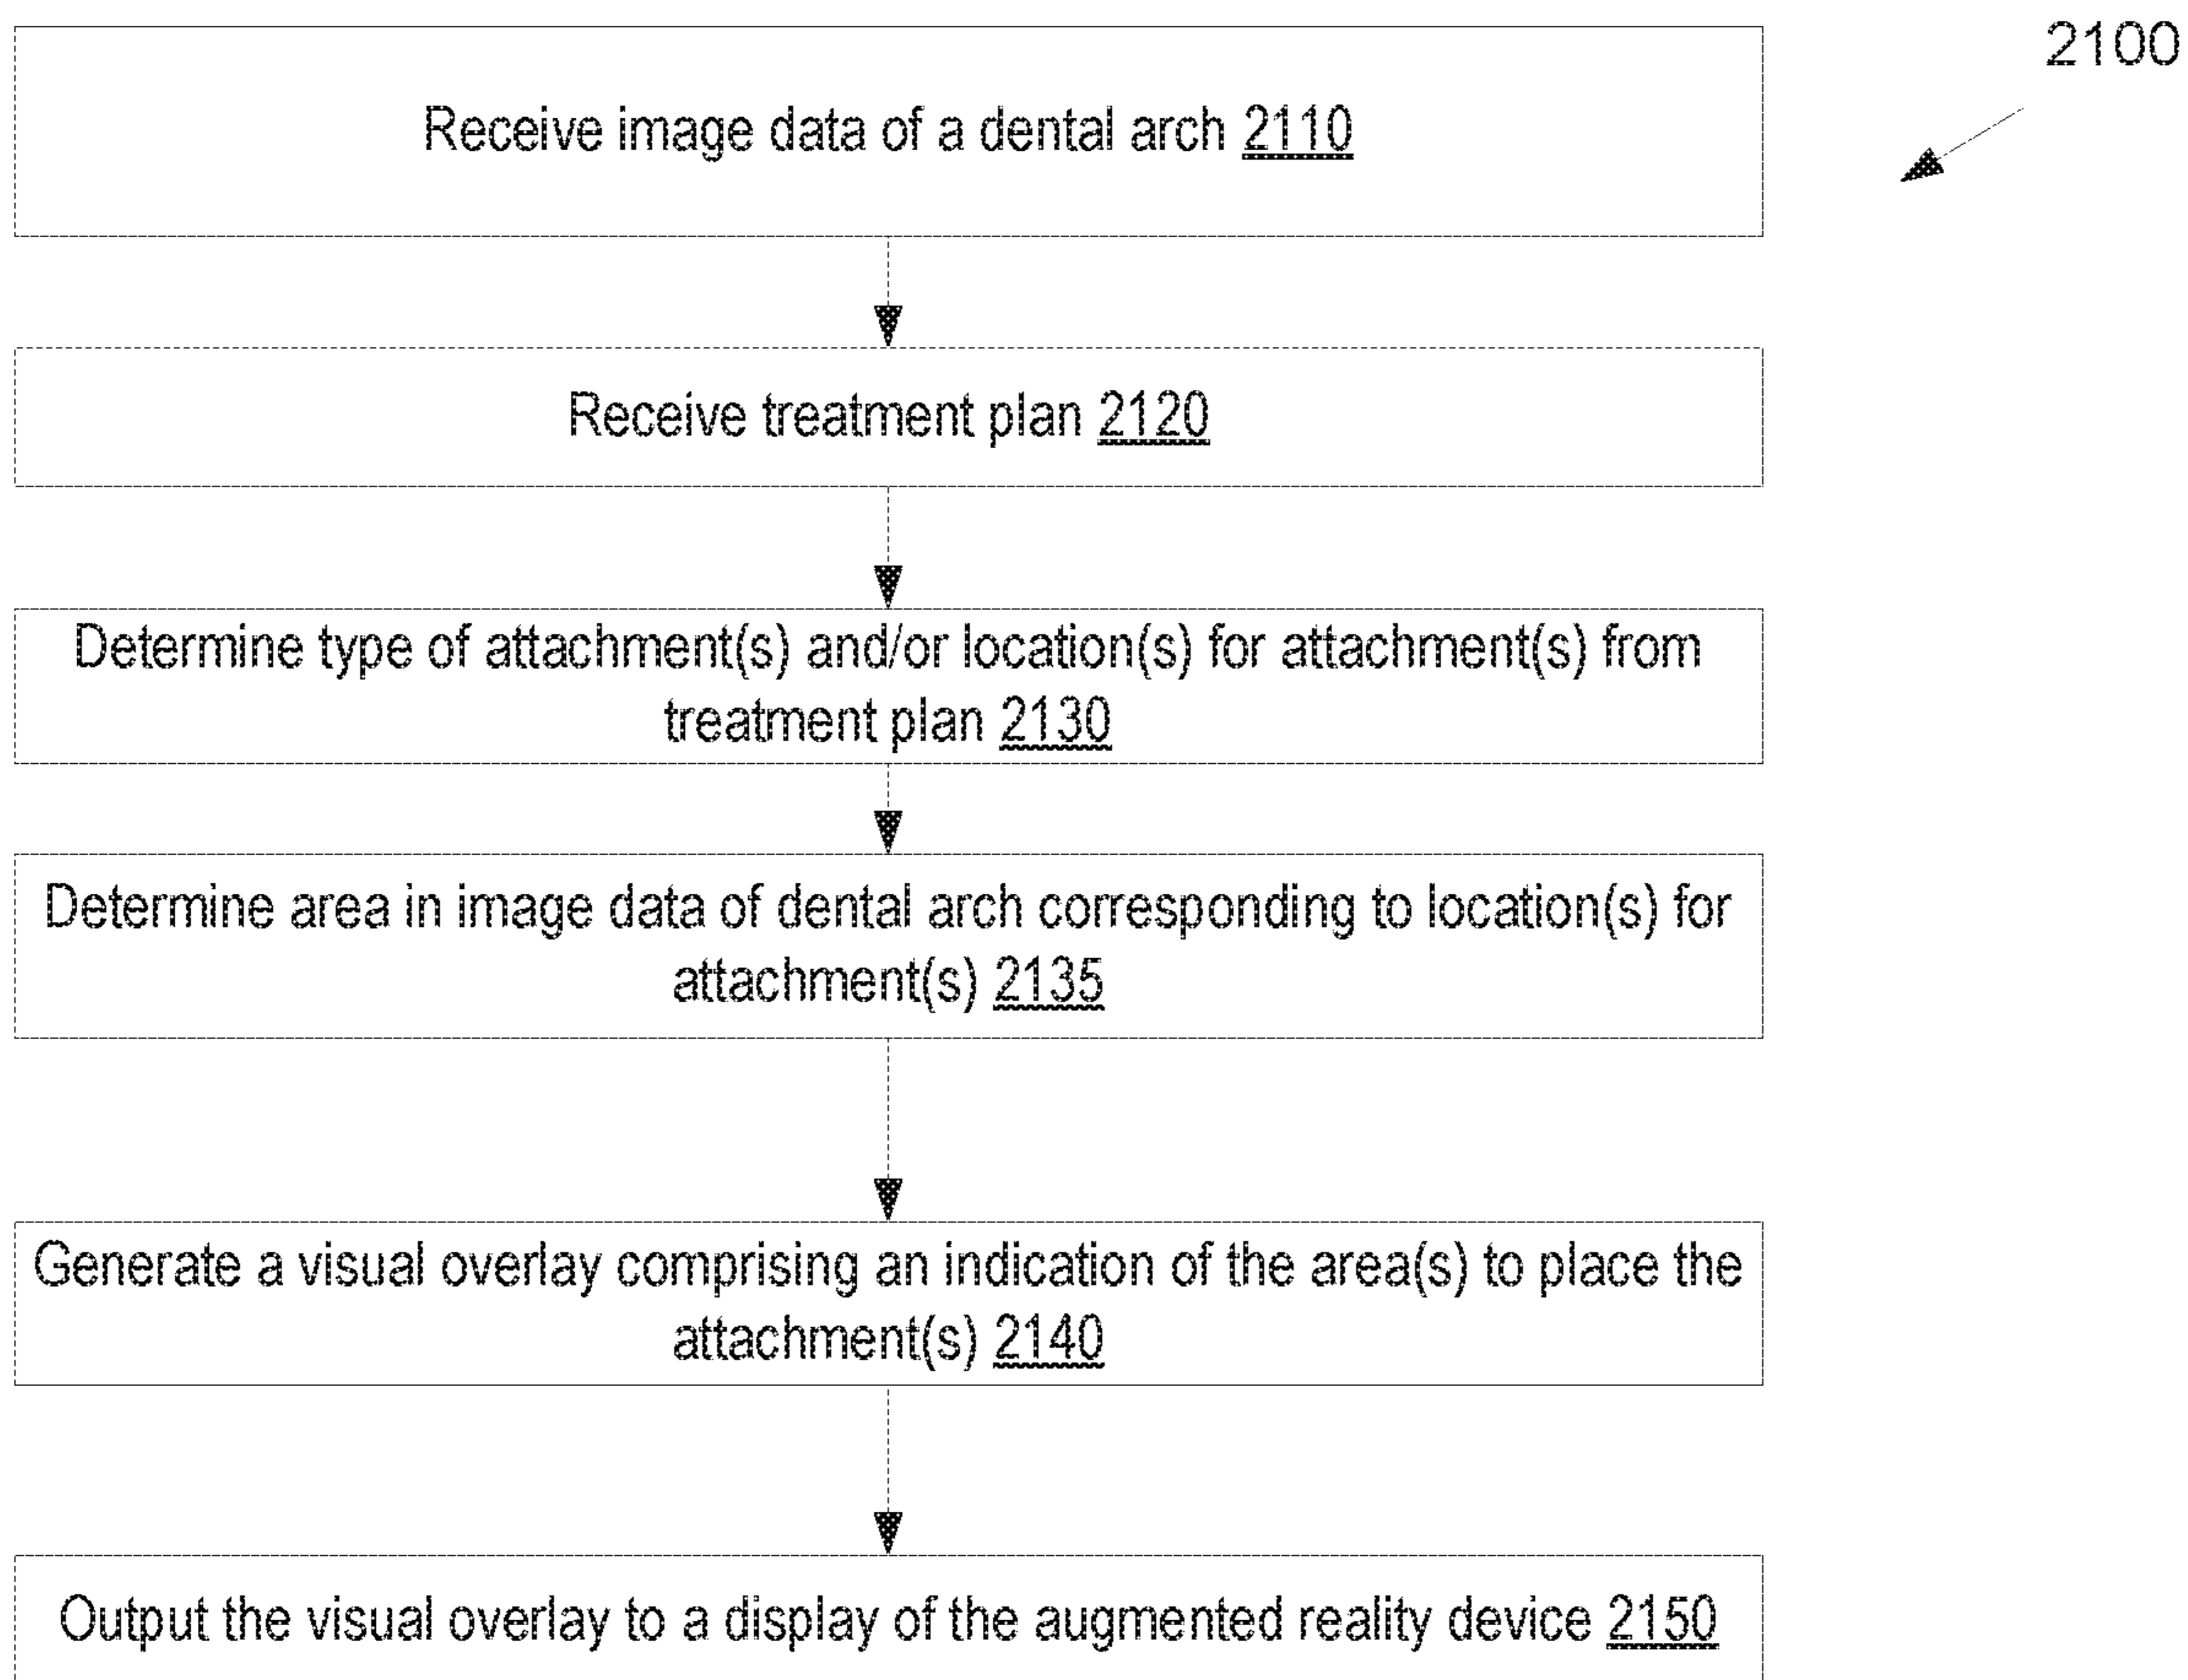 2100
Receive image data of a dental arch 2110
Receive treatment plan 2120
Determine type of attachment(s) and/or location(s) for attachment(s) from
treatment plan 2130
Determine area in image data of dental arch corresponding to location(s) for
attachment(s) 2135
Generate a visual overlay comprising an indication of the area(s) to place the
attachment(s) 2140
Output the visual overlay to a display of the augmented reality device 2150